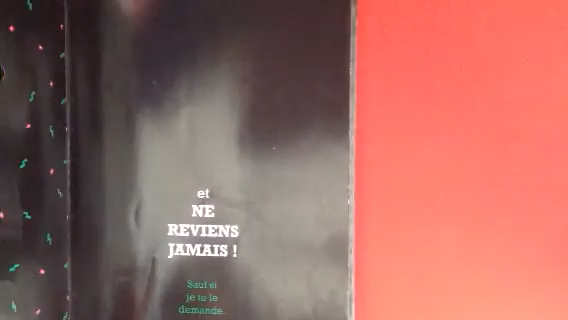 et
NE
REVIENS
JAMAIS !
Sauf si
je te le
demande.